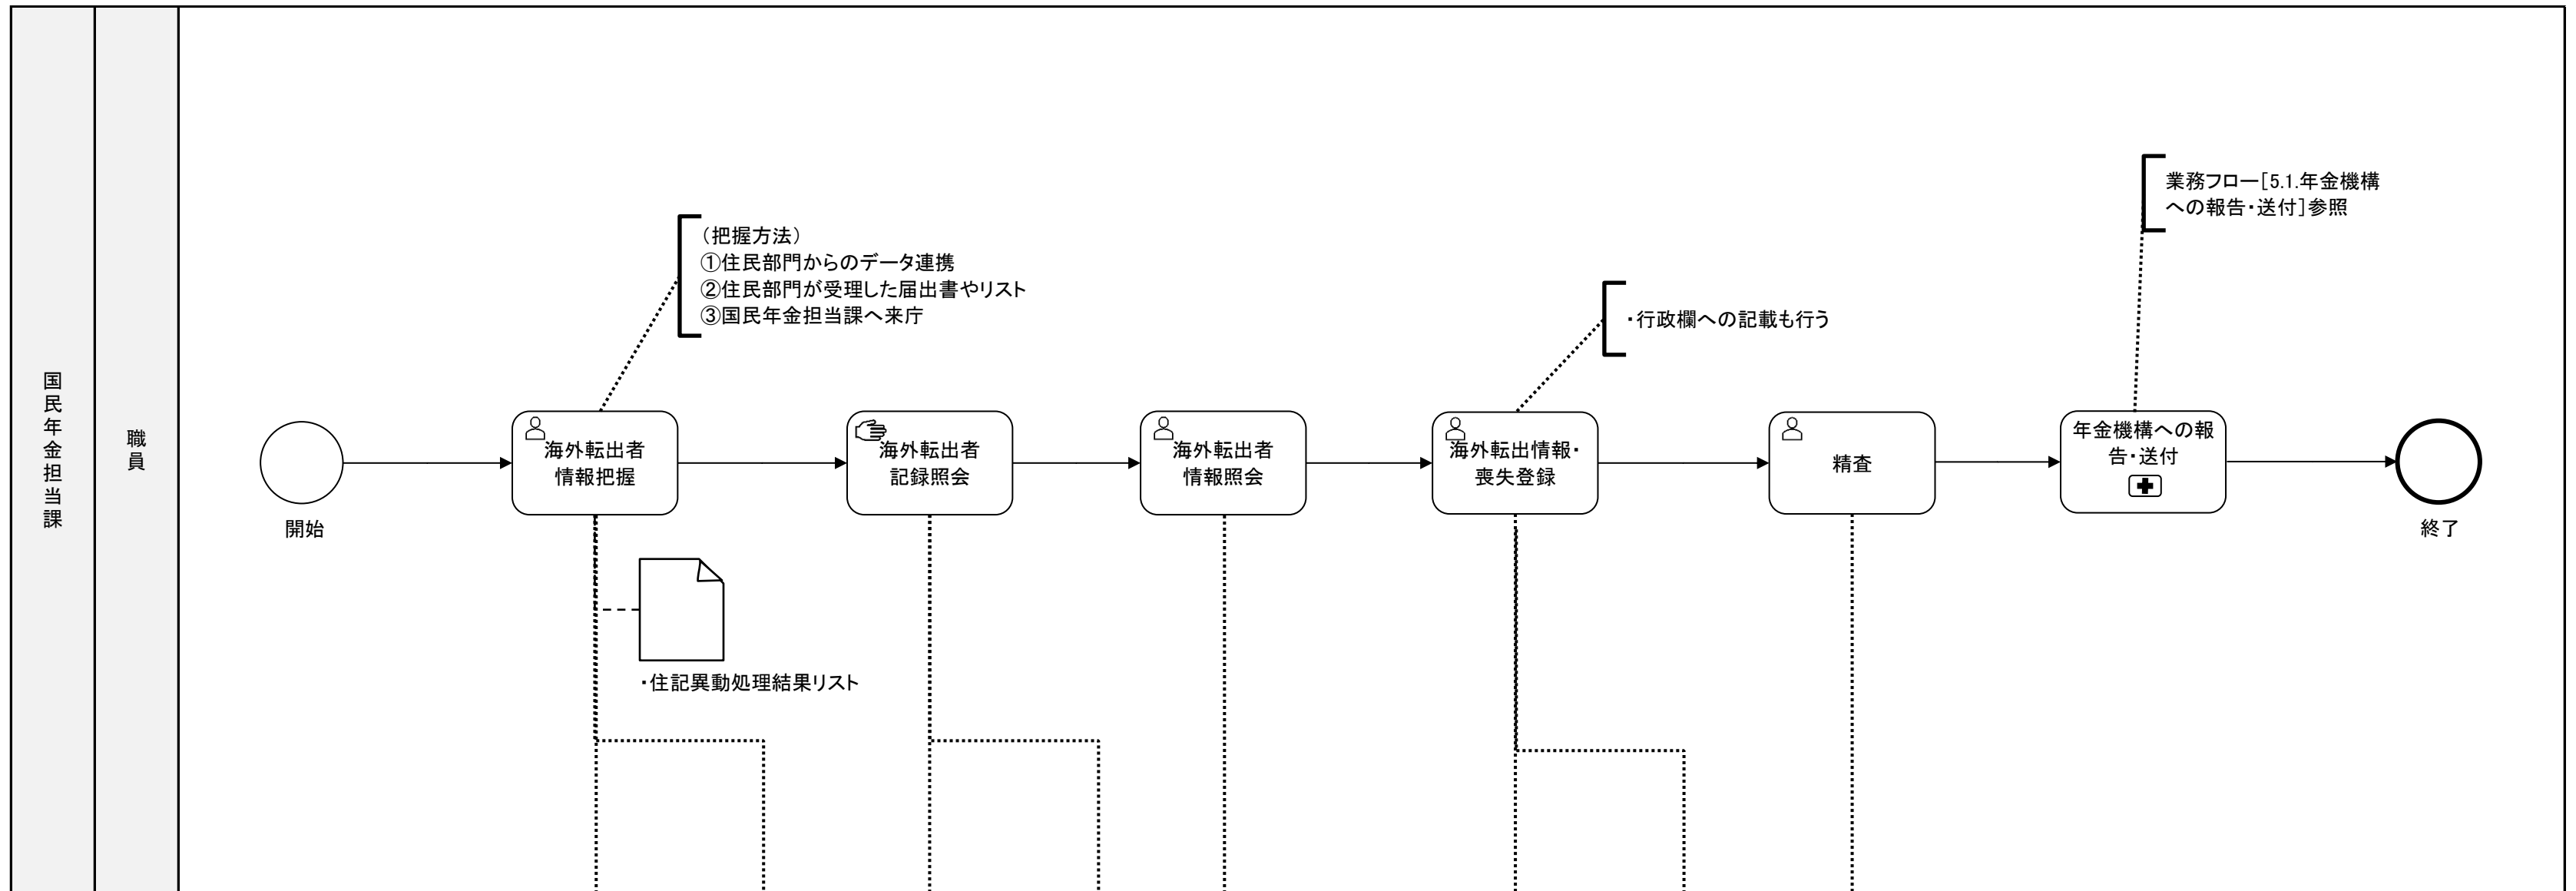 国民年金担当課
職員
業務フロー[5.1.年金機構
への報告・送付]参照
（把握方法）
①住民部門からのデータ連携
②住民部門が受理した届出書やリスト
③国民年金担当課へ来庁
・行政欄への記載も行う
開始
海外転出者
情報把握
海外転出者
記録照会
海外転出者
情報照会
海外転出情報・
喪失登録
精査
年金機構への報
告・送付
終了
・住記異動処理結果リスト